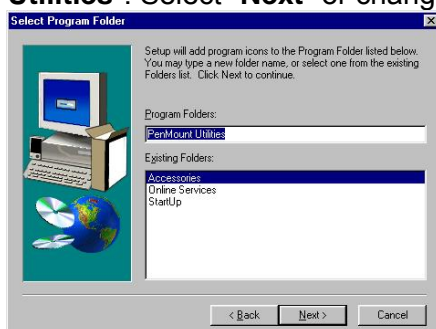 Utilities". Select "Next" or chang
Select Program Folder
Setup will add program icons to the Program Folder listed below.
You may type a new folder name, or select one from the existing
Folders list. Click Next to continue.
Program Folders:
PenMount Utilities
Existing Folders:
Accessories
Online Services
StartUp
< Back Next > Cancel